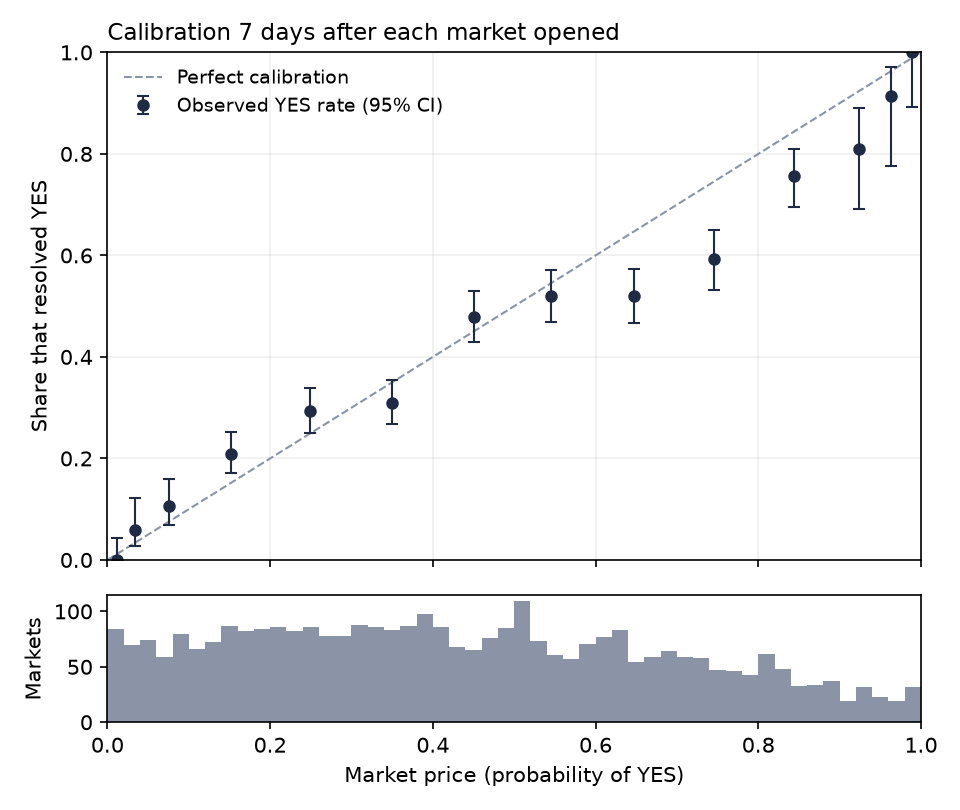 Calibration 7 days after each market opened
1.0
Perfect calibration
Observed YES rate (95% CI)
0.8
0.6
0.4
0.2
0.0
Share that resolved YES
100
50
0
Markets
0.0 0.2 0.4 0.6 0.8 1.0
Market price (probability of YES)